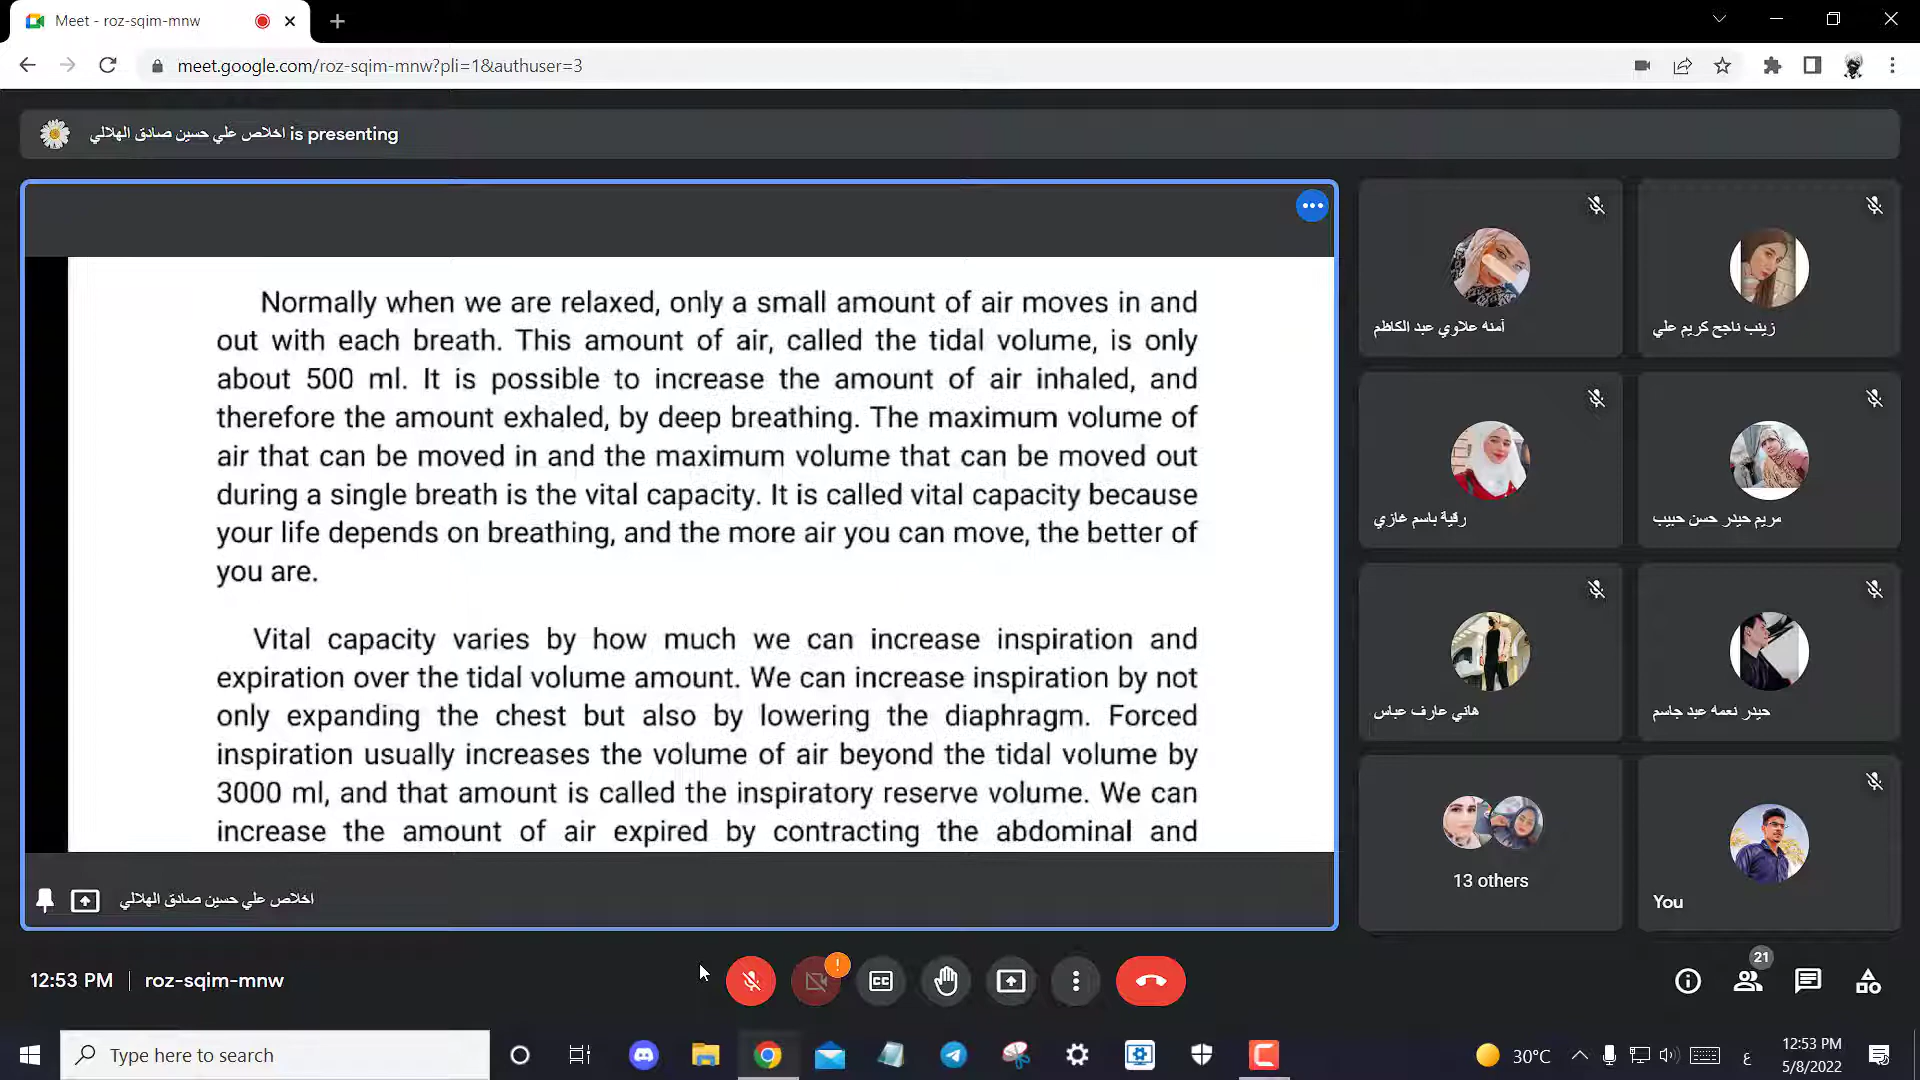 Meet - roz-sqim-mnw
meet.google.com/roz-sqim-mnw?pli=1&authuser=3
اخلاص علي حسين صادق الهلالي is presenting
Normally when we are relaxed, only a small amount of air moves in and
out with each breath. This amount of air, called the tidal volume, is only
about 500 ml. It is possible to increase the amount of air inhaled, and
therefore the amount exhaled, by deep breathing. The maximum volume of
air that can be moved in and the maximum volume that can be moved out
during a single breath is the vital capacity. It is called vital capacity because
your life depends on breathing, and the more air you can move, the better of
you are.
Vital capacity varies by how much we can increase inspiration and
expiration over the tidal volume amount. We can increase inspiration by not
only expanding the chest but also by lowering the diaphragm. Forced
inspiration usually increases the volume of air beyond the tidal volume by
3000 ml, and that amount is called the inspiratory reserve volume. We can
increase the amount of air expired by contracting the abdominal and
اخلاص علي حسين صادق الهلالي
آمنه علاوي عبد الكاظم
زينب ناجح كريم علي
رقية باسم غازي
مريم حيدر حسن حبيب
هاني عارف عباس
حيدر نعمه عبد جاسم
13 others
You
12:53 PM | roz-sqim-mnw
!
CC
21
Type here to search
30°C
ع
12:53 PM
5/8/2022